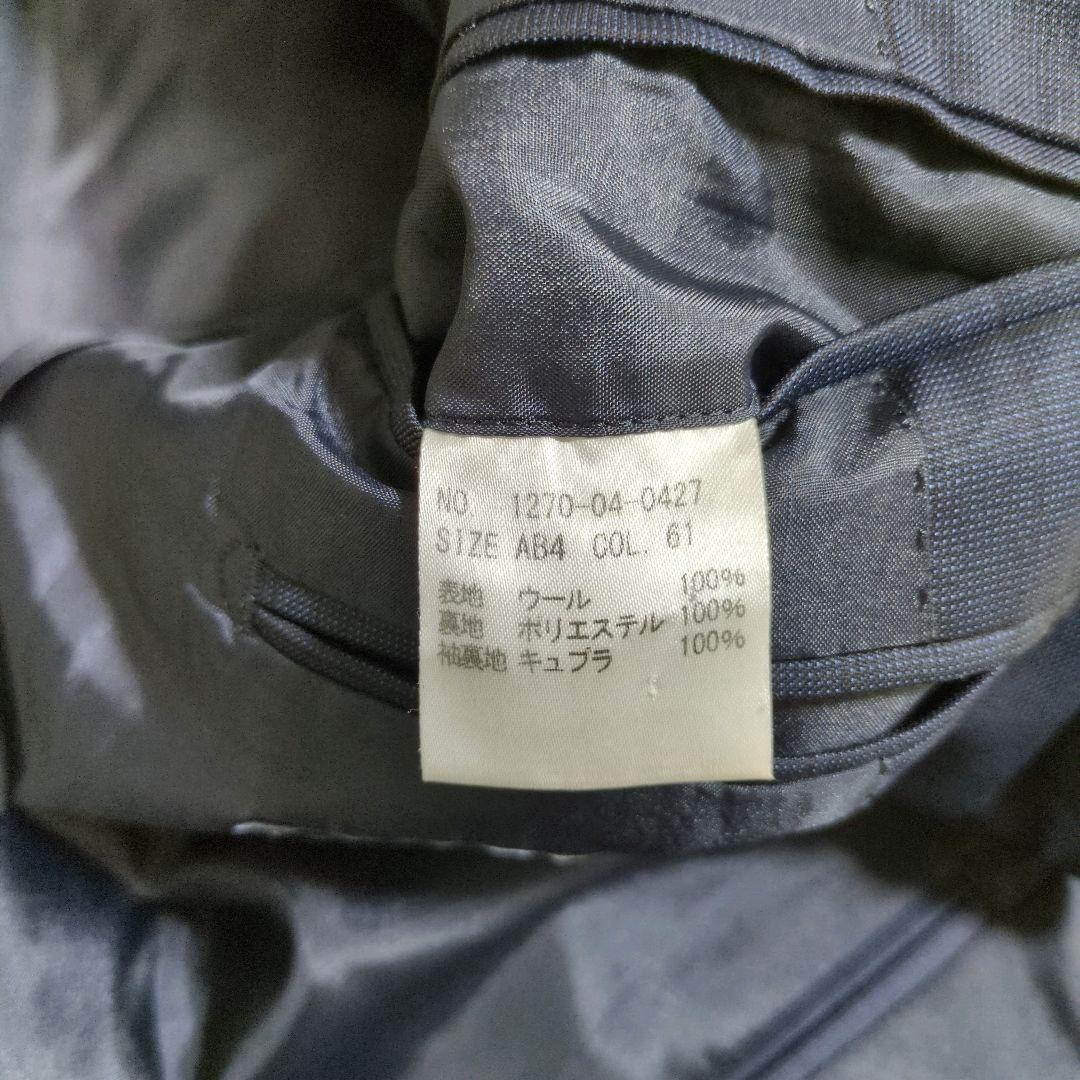 NO 1270-04-0427
SIZE AB4 COL. 61
表地 ウール 100%
裏地 ポリエステル 100%
袖裏地 キュプラ 100%